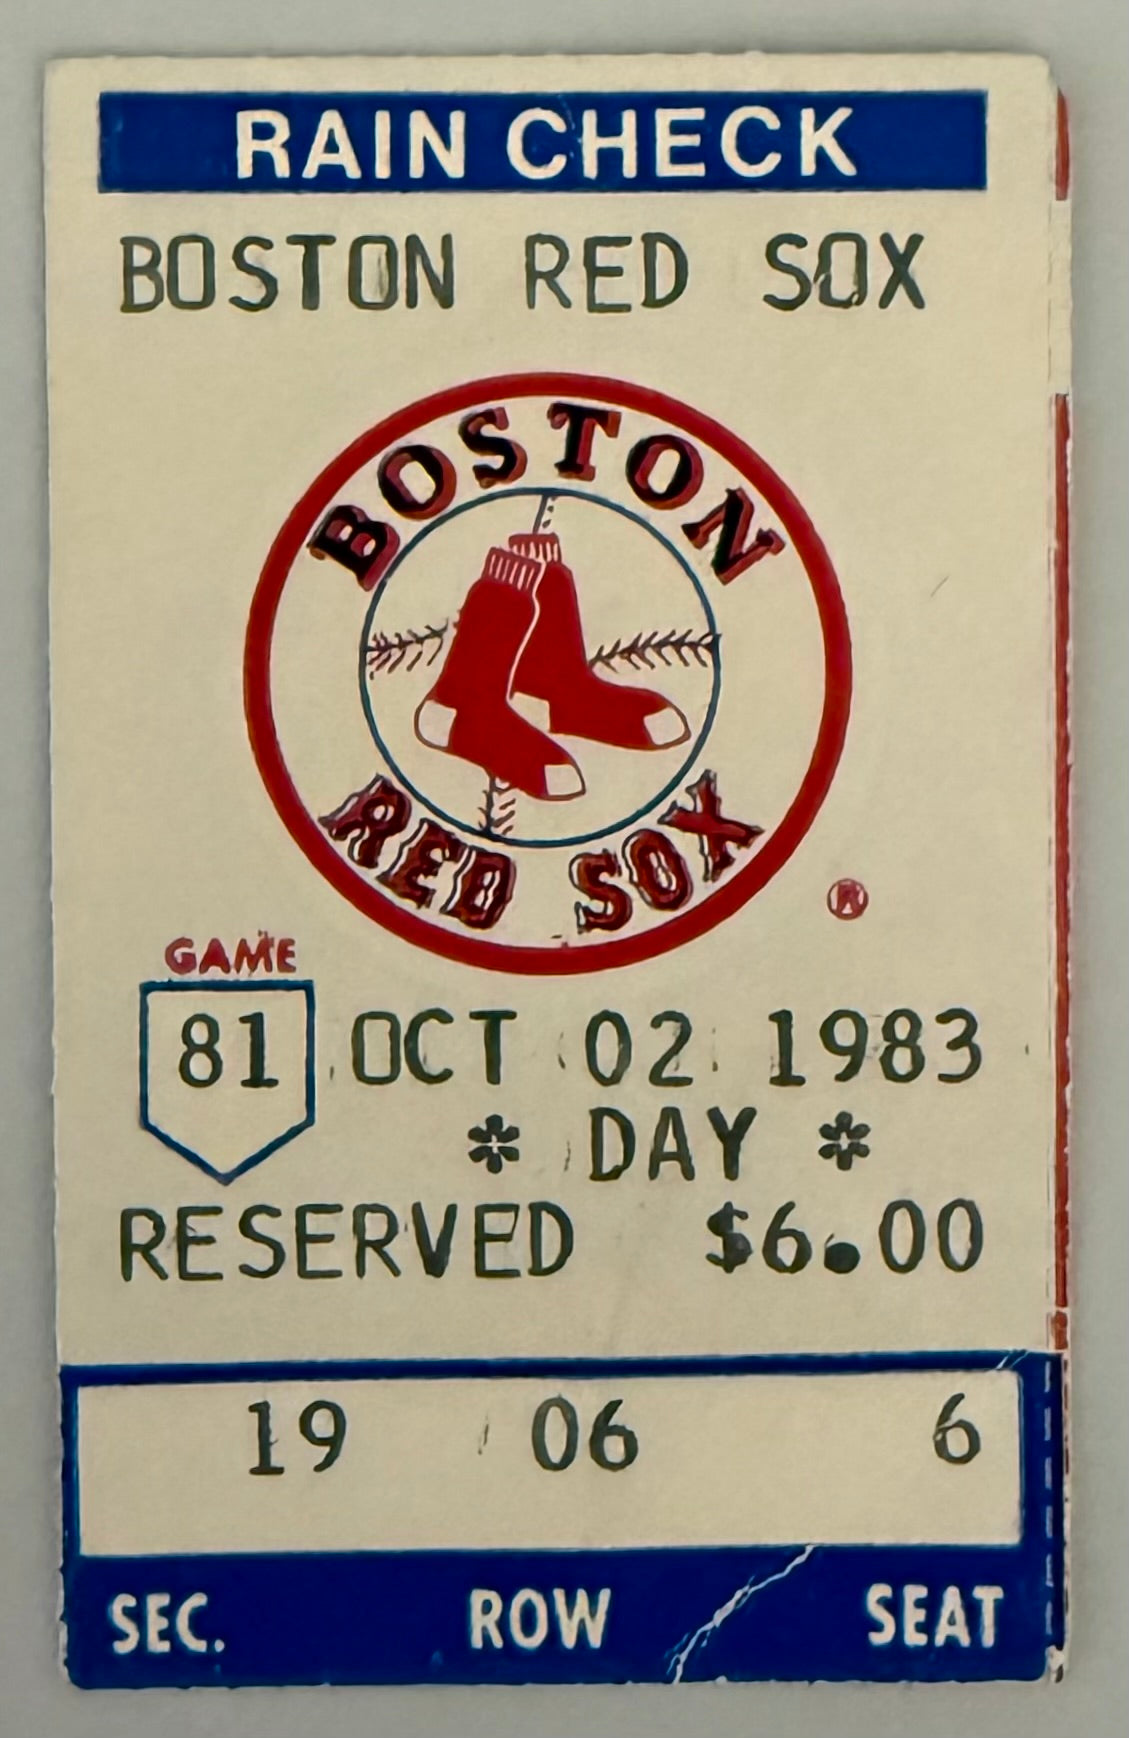 RAIN CHECK
BOSTON RED SOX
BOSTON
RED SOX
®
GAME
81 OCT 02 1983
* DAY *
RESERVED $6.00
19 06 6
SEC. ROW SEAT